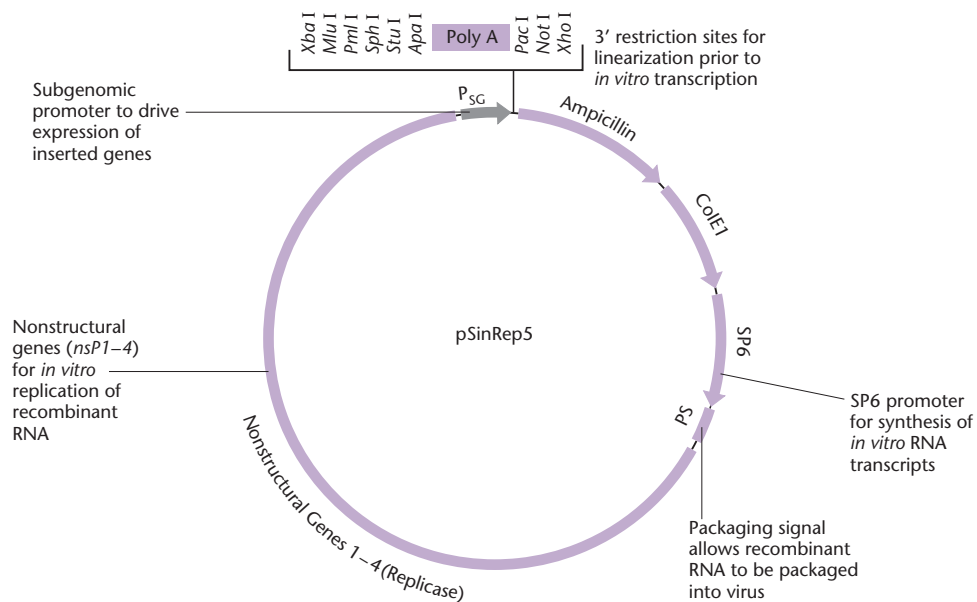 Xba I
Mlu I
Pml I
Sph I
Stu I
Apa I
Poly A
Pac I
Not I
Xho I
3’ restriction sites for
linearization prior to
in vitro transcription
Subgenomic
promoter to drive
expression of
inserted genes
PSG
Ampicillin
ColE1
SP6
SP6 promoter
for synthesis of
in vitro RNA
transcripts
PS
Packaging signal
allows recombinant
RNA to be packaged
into virus
pSinRep5
Nonstructural
genes (nsP1–4)
for in vitro
replication of
recombinant
RNA
Nonstructural Genes 1–4 (Replicase)